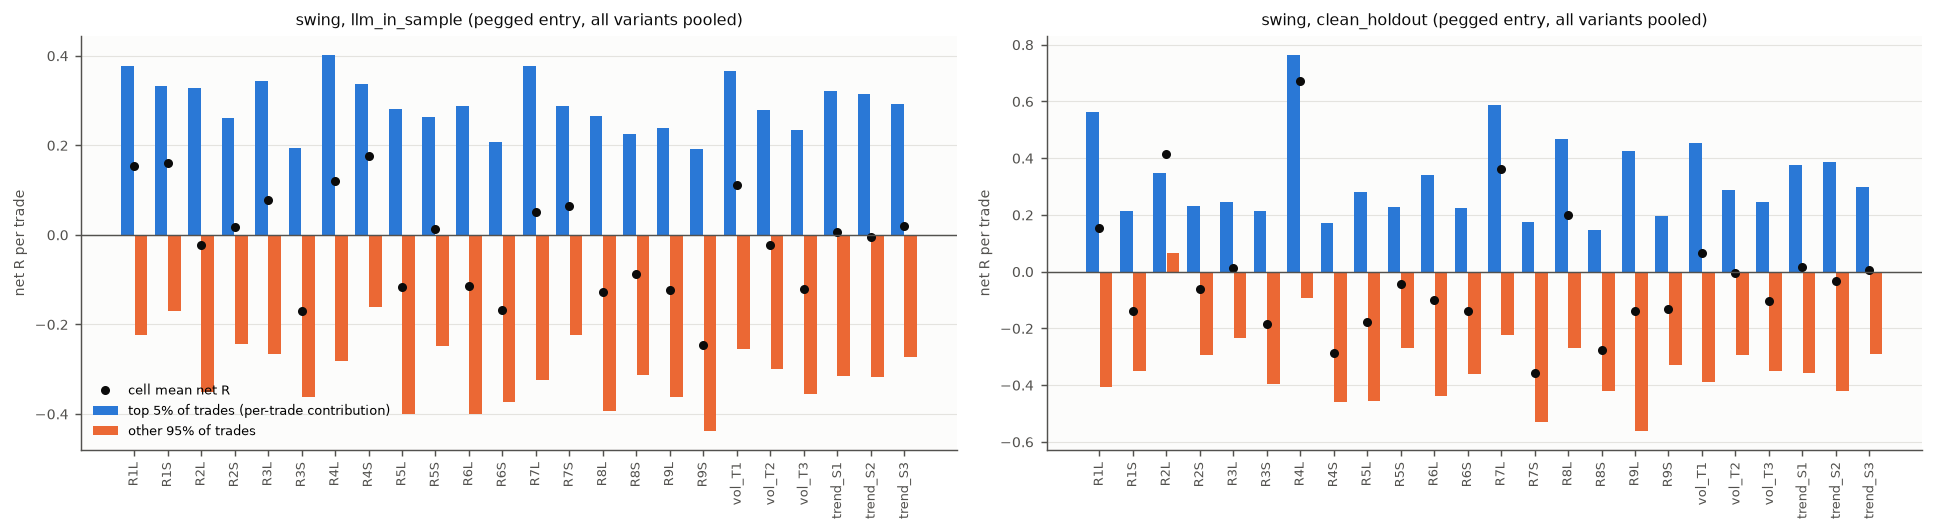 swing, llm_in_sample (pegged entry, all variants pooled)
net R per trade
0.4
0.2
0.0
−0.2
−0.4
cell mean net R
top 5% of trades (per-trade contribution)
other 95% of trades
R1L R1S R2L R2S R3L R3S R4L R4S R5L R5S R6L R6S R7L R7S R8L R8S R9L R9S vol_T1 vol_T2 vol_T3 trend_S1 trend_S2 trend_S3
swing, clean_holdout (pegged entry, all variants pooled)
net R per trade
0.8
0.6
0.4
0.2
0.0
−0.2
−0.4
−0.6
R1L R1S R2L R2S R3L R3S R4L R4S R5L R5S R6L R6S R7L R7S R8L R8S R9L R9S vol_T1 vol_T2 vol_T3 trend_S1 trend_S2 trend_S3